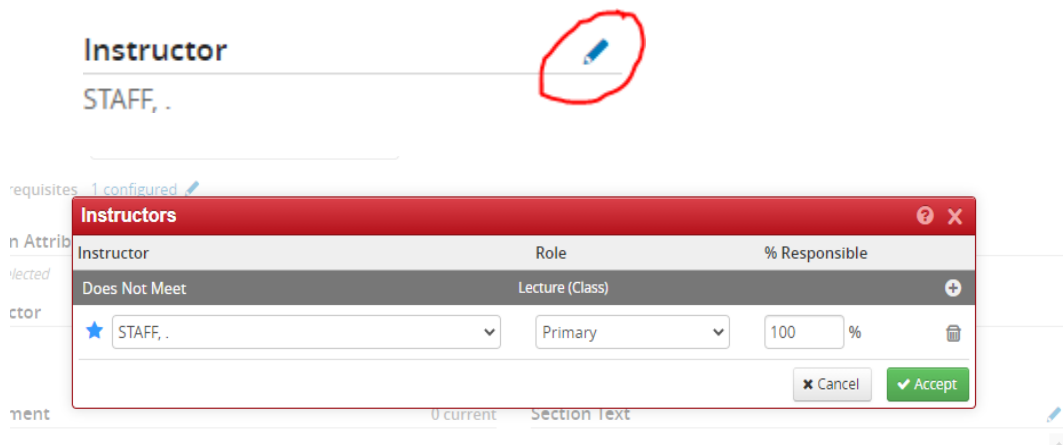 Instructor
STAFF, .
requisites 1 configured
Instructors
n Attrib
Instructor Role % Responsible
elected
Does Not Meet Lecture (Class)
ctor
STAFF, . Primary 100 %
Cancel Accept
ment 0 current Section Text